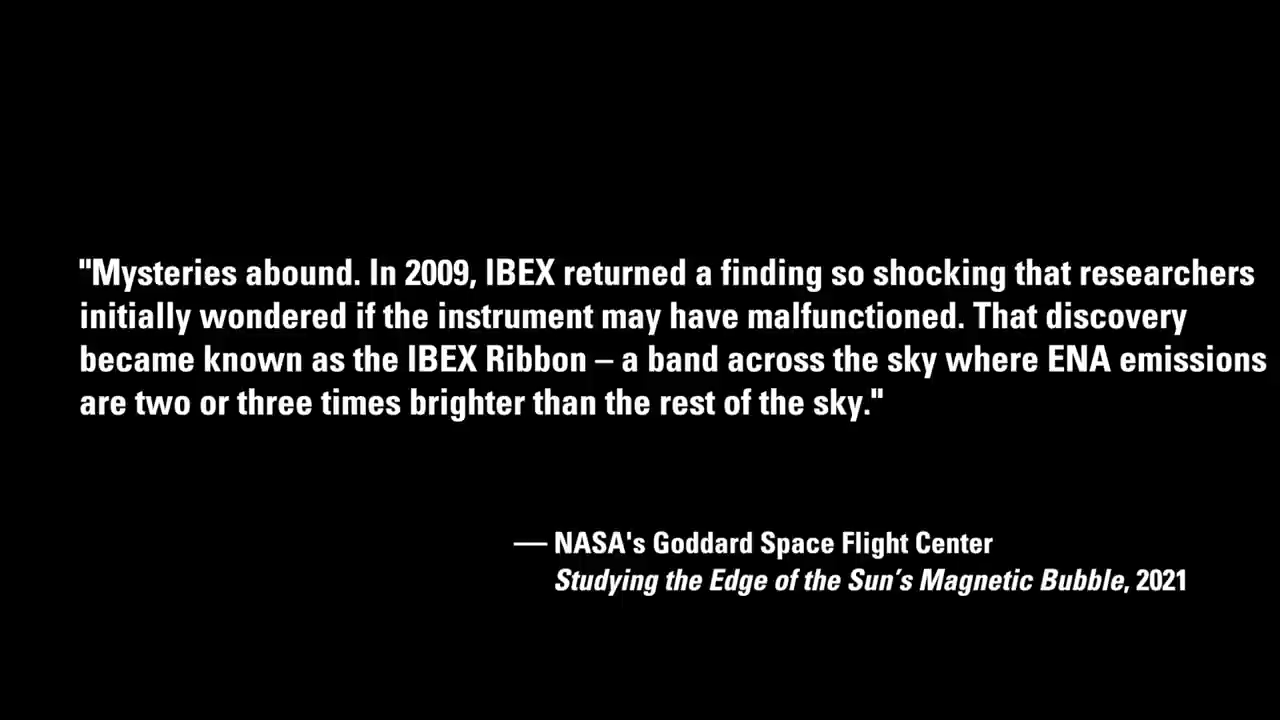 "Mysteries abound. In 2009, IBEX returned a finding so shocking that researchers
initially wondered if the instrument may have malfunctioned. That discovery
became known as the IBEX Ribbon – a band across the sky where ENA emissions
are two or three times brighter than the rest of the sky."
— NASA's Goddard Space Flight Center
Studying the Edge of the Sun’s Magnetic Bubble, 2021